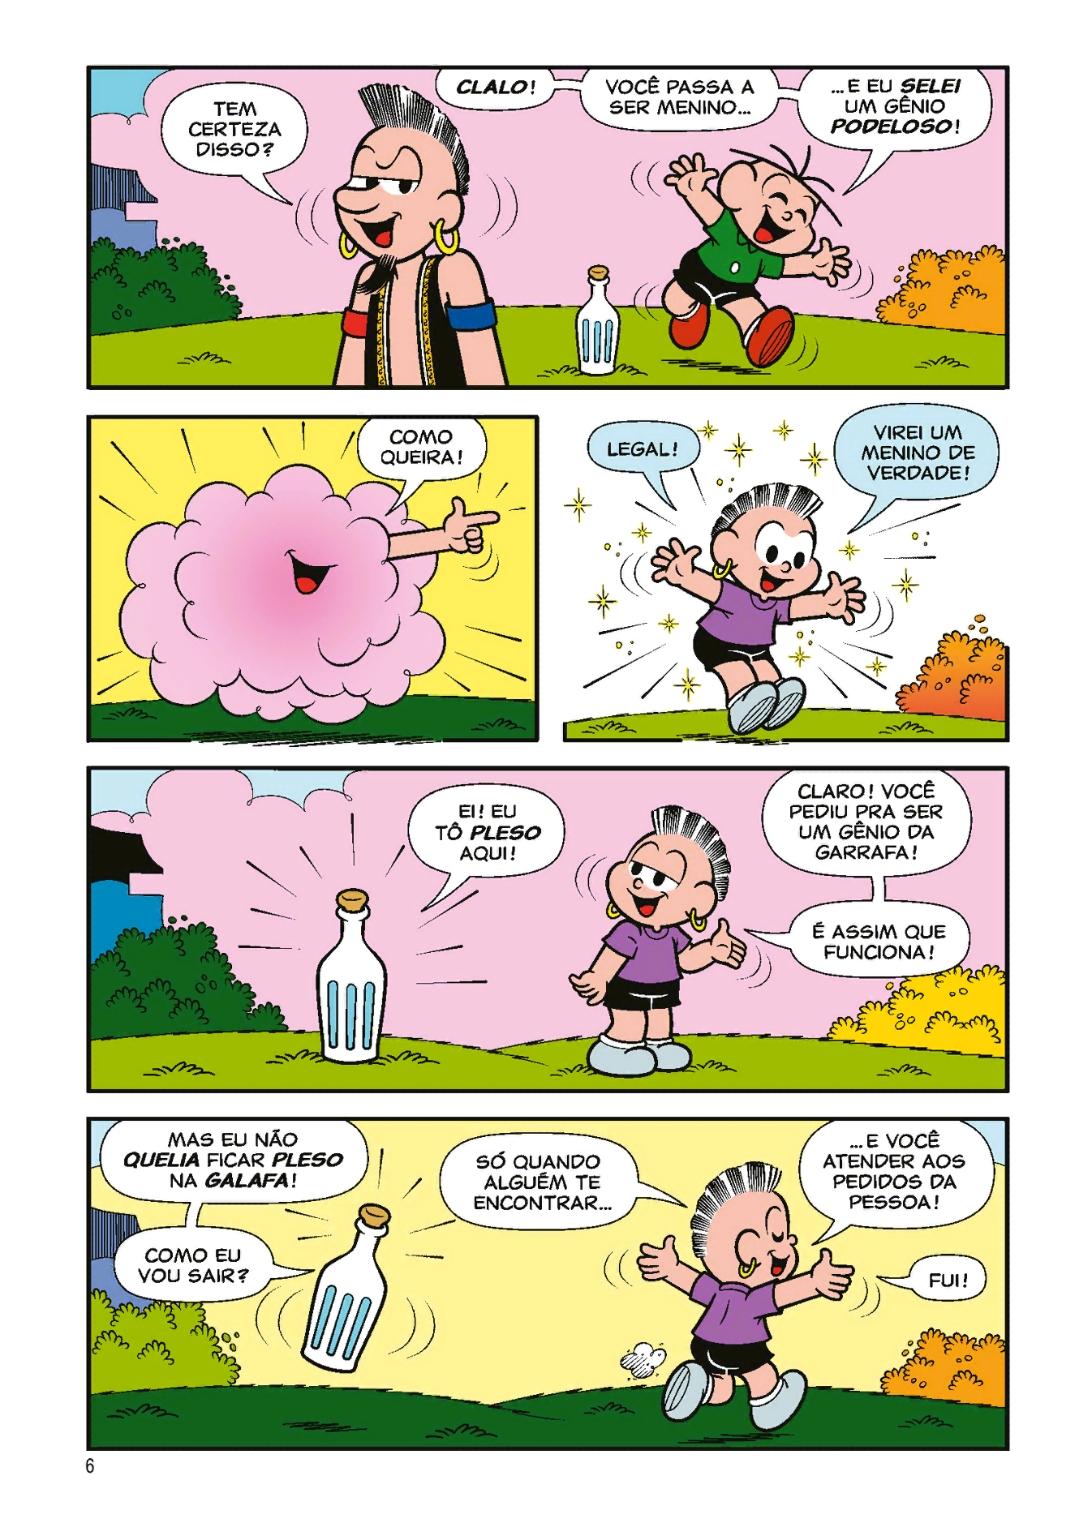 TEM
CERTEZA
DISSO?
CLALO!
VOCÊ PASSA A
SER MENINO...
...E EU SELEI
UM GÊNIO
PODELOSO!
COMO
QUEIRA!
LEGAL!
VIREI UM
MENINO DE
VERDADE!
EI! EU
TÔ PLESO
AQUI!
CLARO! VOCÊ
PEDIU PRA SER
UM GÊNIO DA
GARRAFA!
É ASSIM QUE
FUNCIONA!
MAS EU NÃO
QUELIA FICAR PLESO
NA GALAFA!
COMO EU
VOU SAIR?
SÓ QUANDO
ALGUÉM TE
ENCONTRAR...
...E VOCÊ
ATENDER AOS
PEDIDOS DA
PESSOA!
FUI!
6